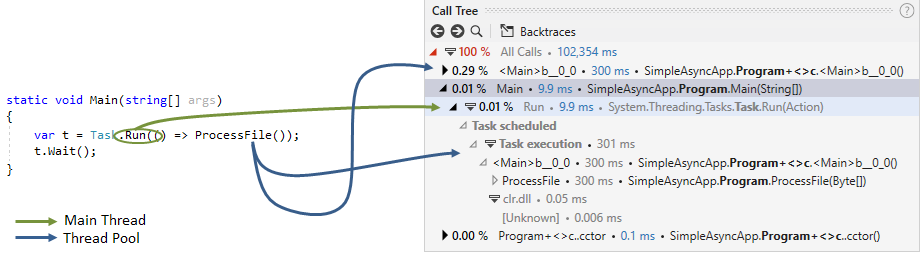 static void Main(string[] args)
{
var t = Task.Run(() => ProcessFile());
t.Wait();
}
Main Thread
Thread Pool
Call Tree
?
Backtraces
100 % All Calls • 102,354 ms
0.29 % <Main>b__0_0 • 300 ms • SimpleAsyncApp.Program+<>c.<Main>b__0_0()
0.01 % Main • 9.9 ms • SimpleAsyncApp.Program.Main(String[])
0.01 % Run • 9.9 ms • System.Threading.Tasks.Task.Run(Action)
Task scheduled
Task execution • 301 ms
<Main>b__0_0 • 300 ms • SimpleAsyncApp.Program+<>c.<Main>b__0_0()
ProcessFile • 300 ms • SimpleAsyncApp.Program.ProcessFile(Byte[])
clr.dll • 0.05 ms
[Unknown] • 0.006 ms
0.00 % Program+<>c..cctor • 0.1 ms • SimpleAsyncApp.Program+<>c..cctor()